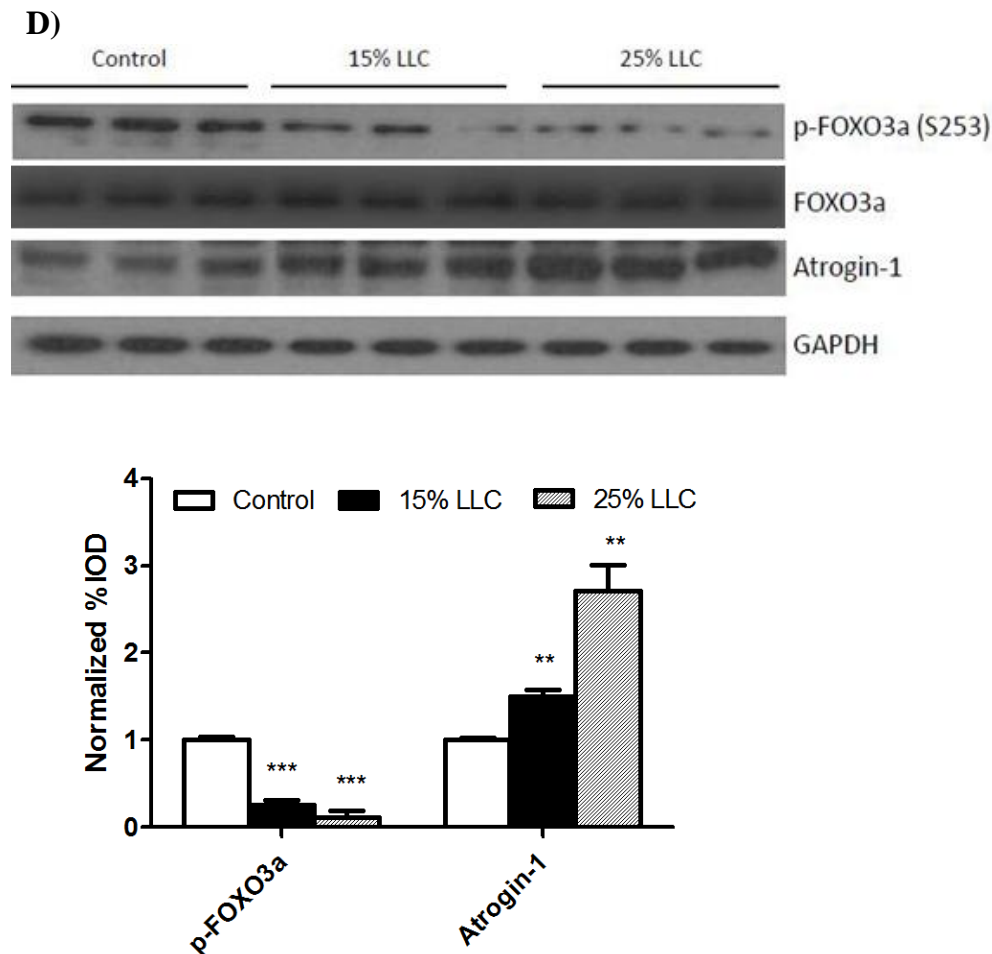 D)
Control 15% LLC 25% LLC
p-FOXO3a (S253)
FOXO3a
Atrogin-1
GAPDH
Normalized %IOD
4
3
2
1
0
Control 15% LLC 25% LLC
**
**
*** ***
p-FOXO3a Atrogin-1